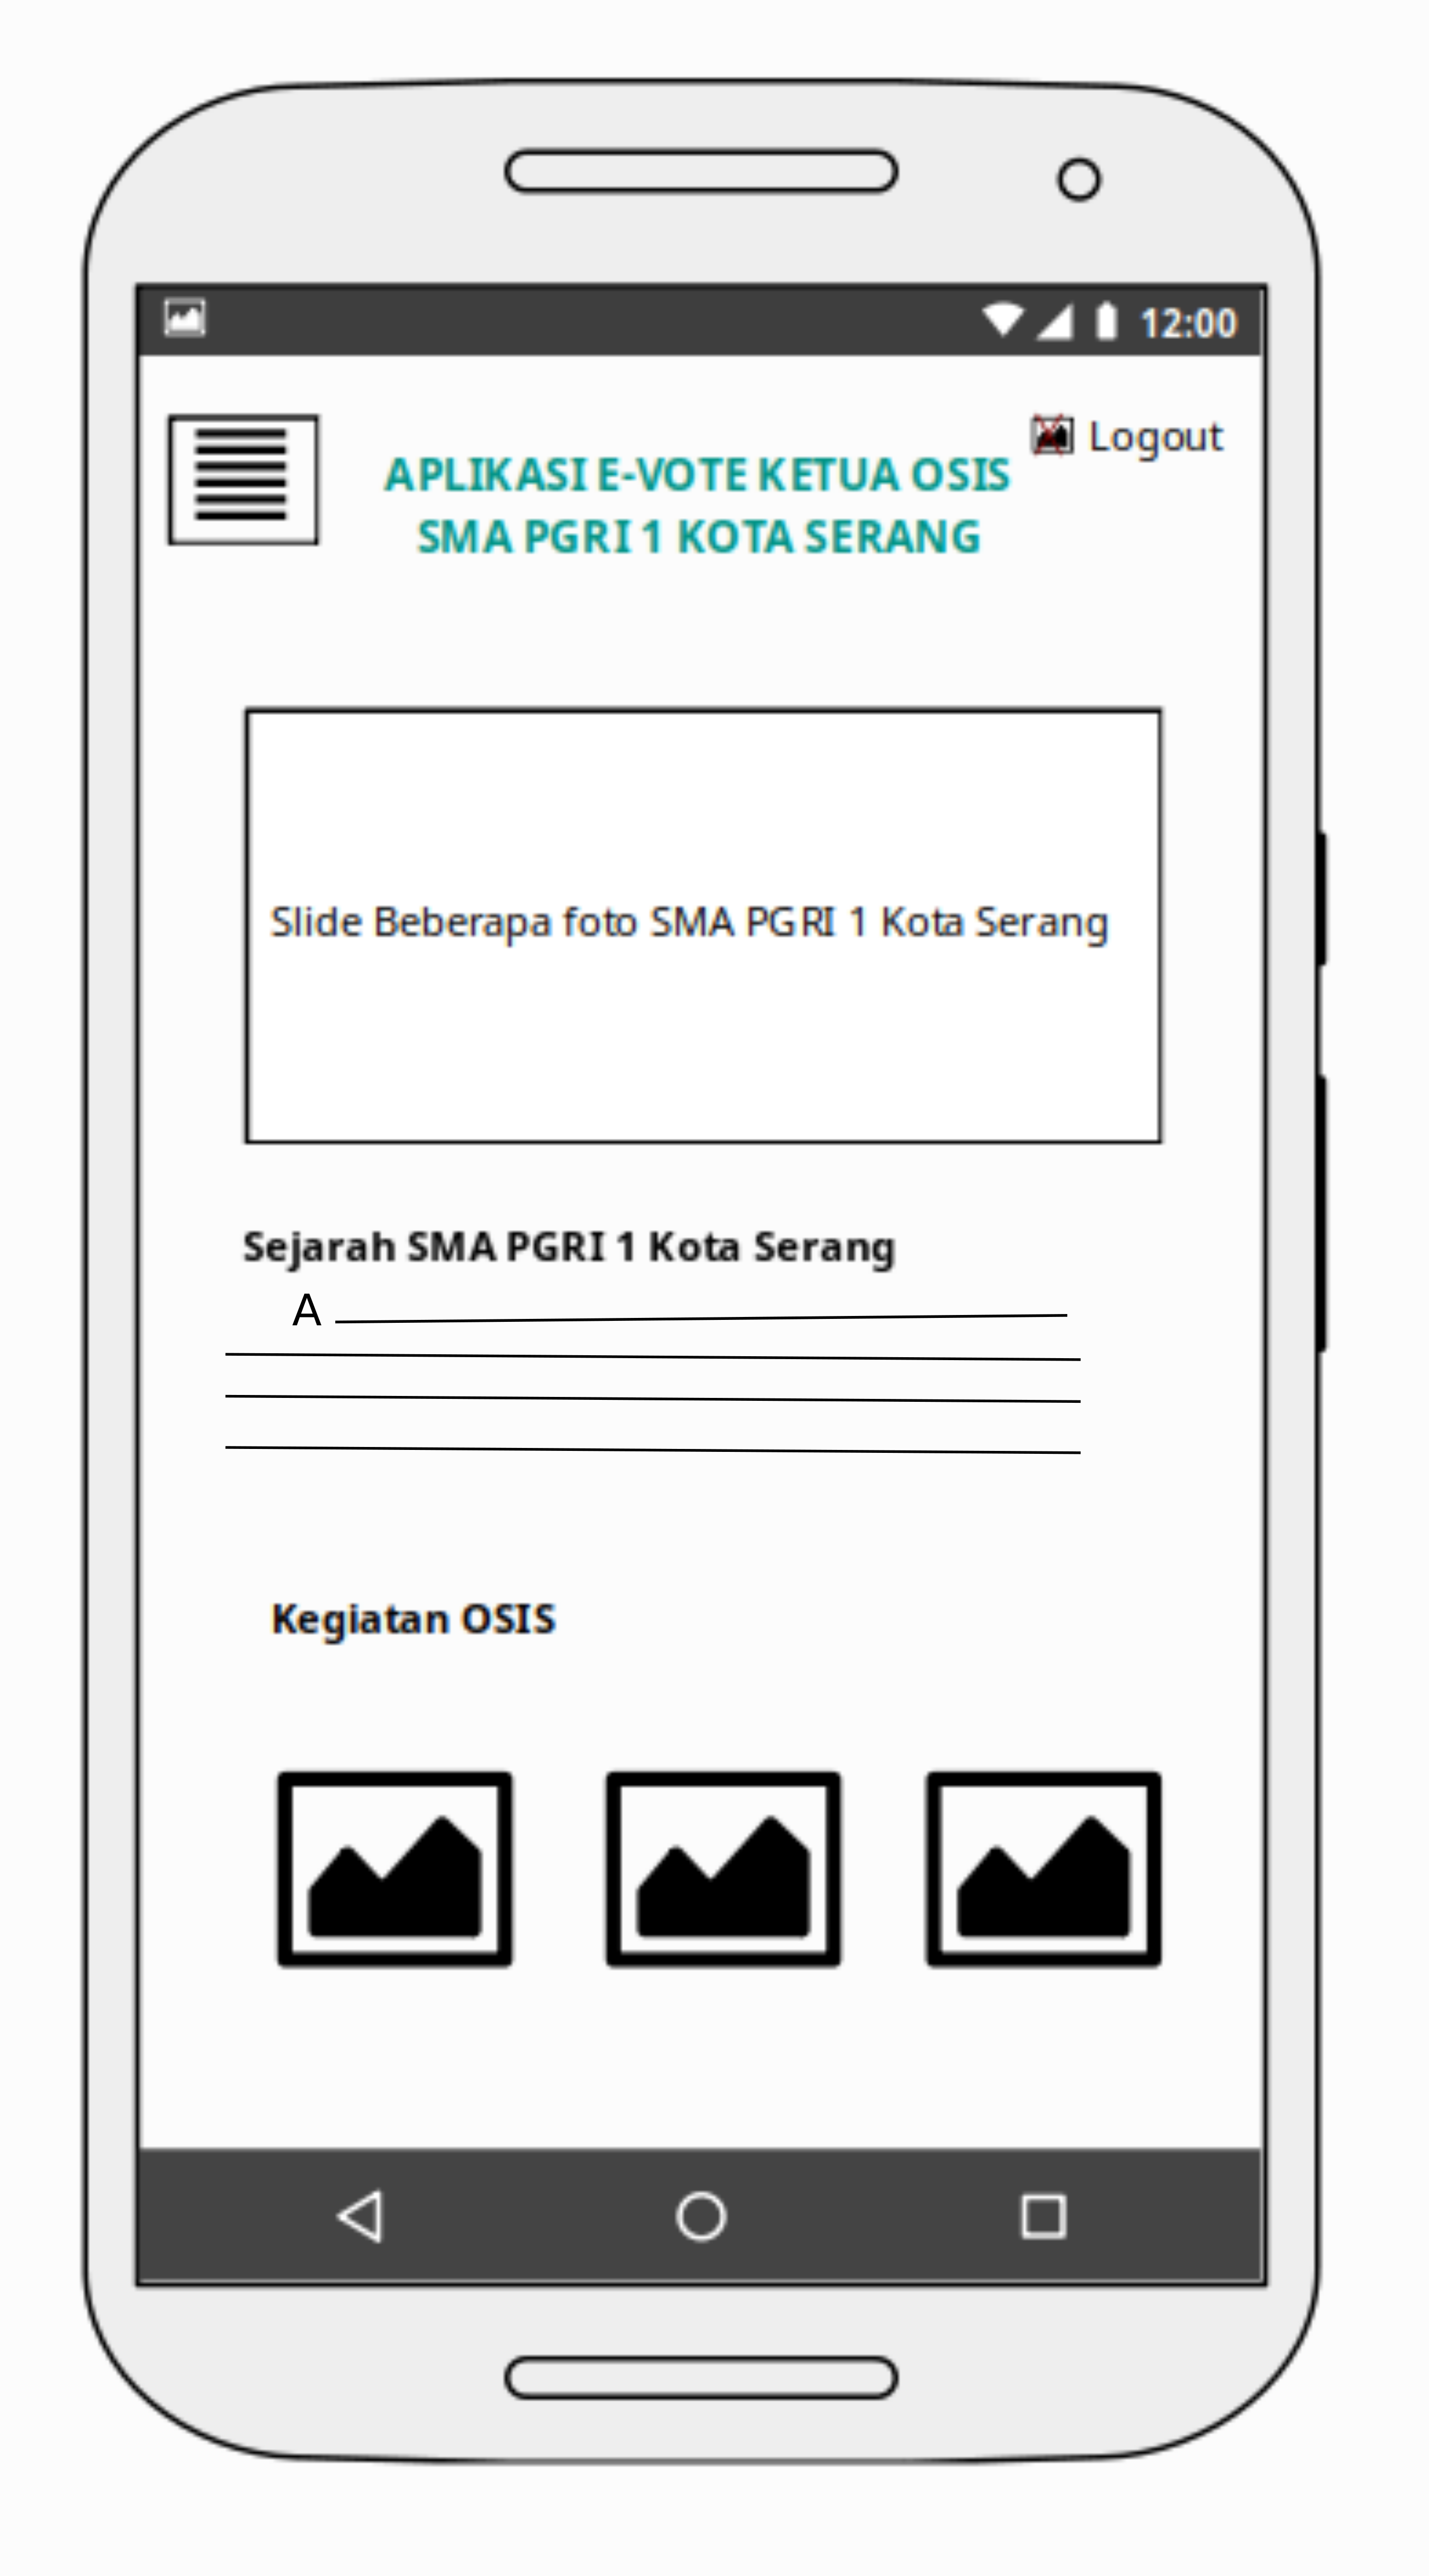 12:00
Logout
APLIKASI E-VOTE KETUA OSIS
SMA PGRI 1 KOTA SERANG
Slide Beberapa foto SMA PGRI 1 Kota Serang
Sejarah SMA PGRI 1 Kota Serang
A
Kegiatan OSIS